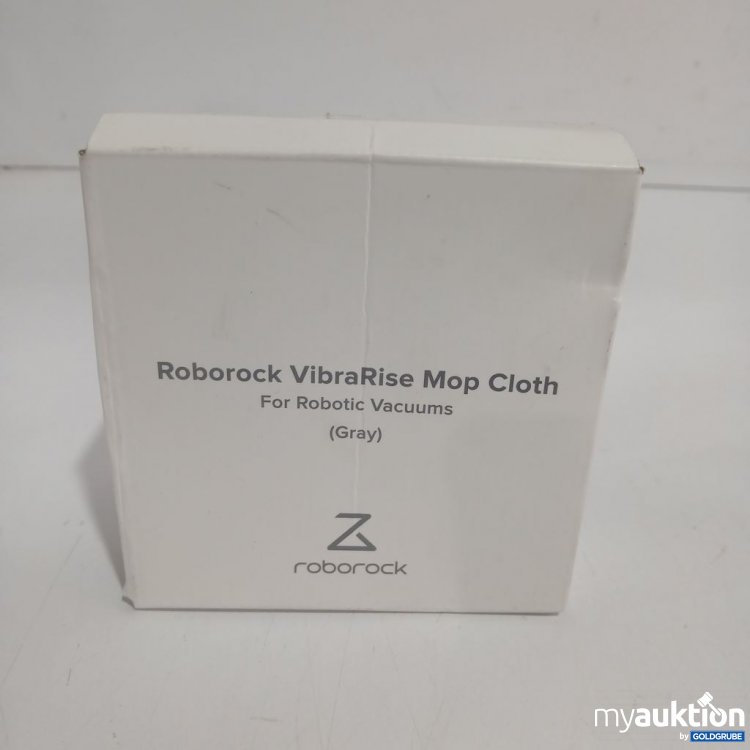 Roborock VibraRise Mop Cloth
For Robotic Vacuums
(Gray)
roborock
myauktion
by GOLDGRUBE